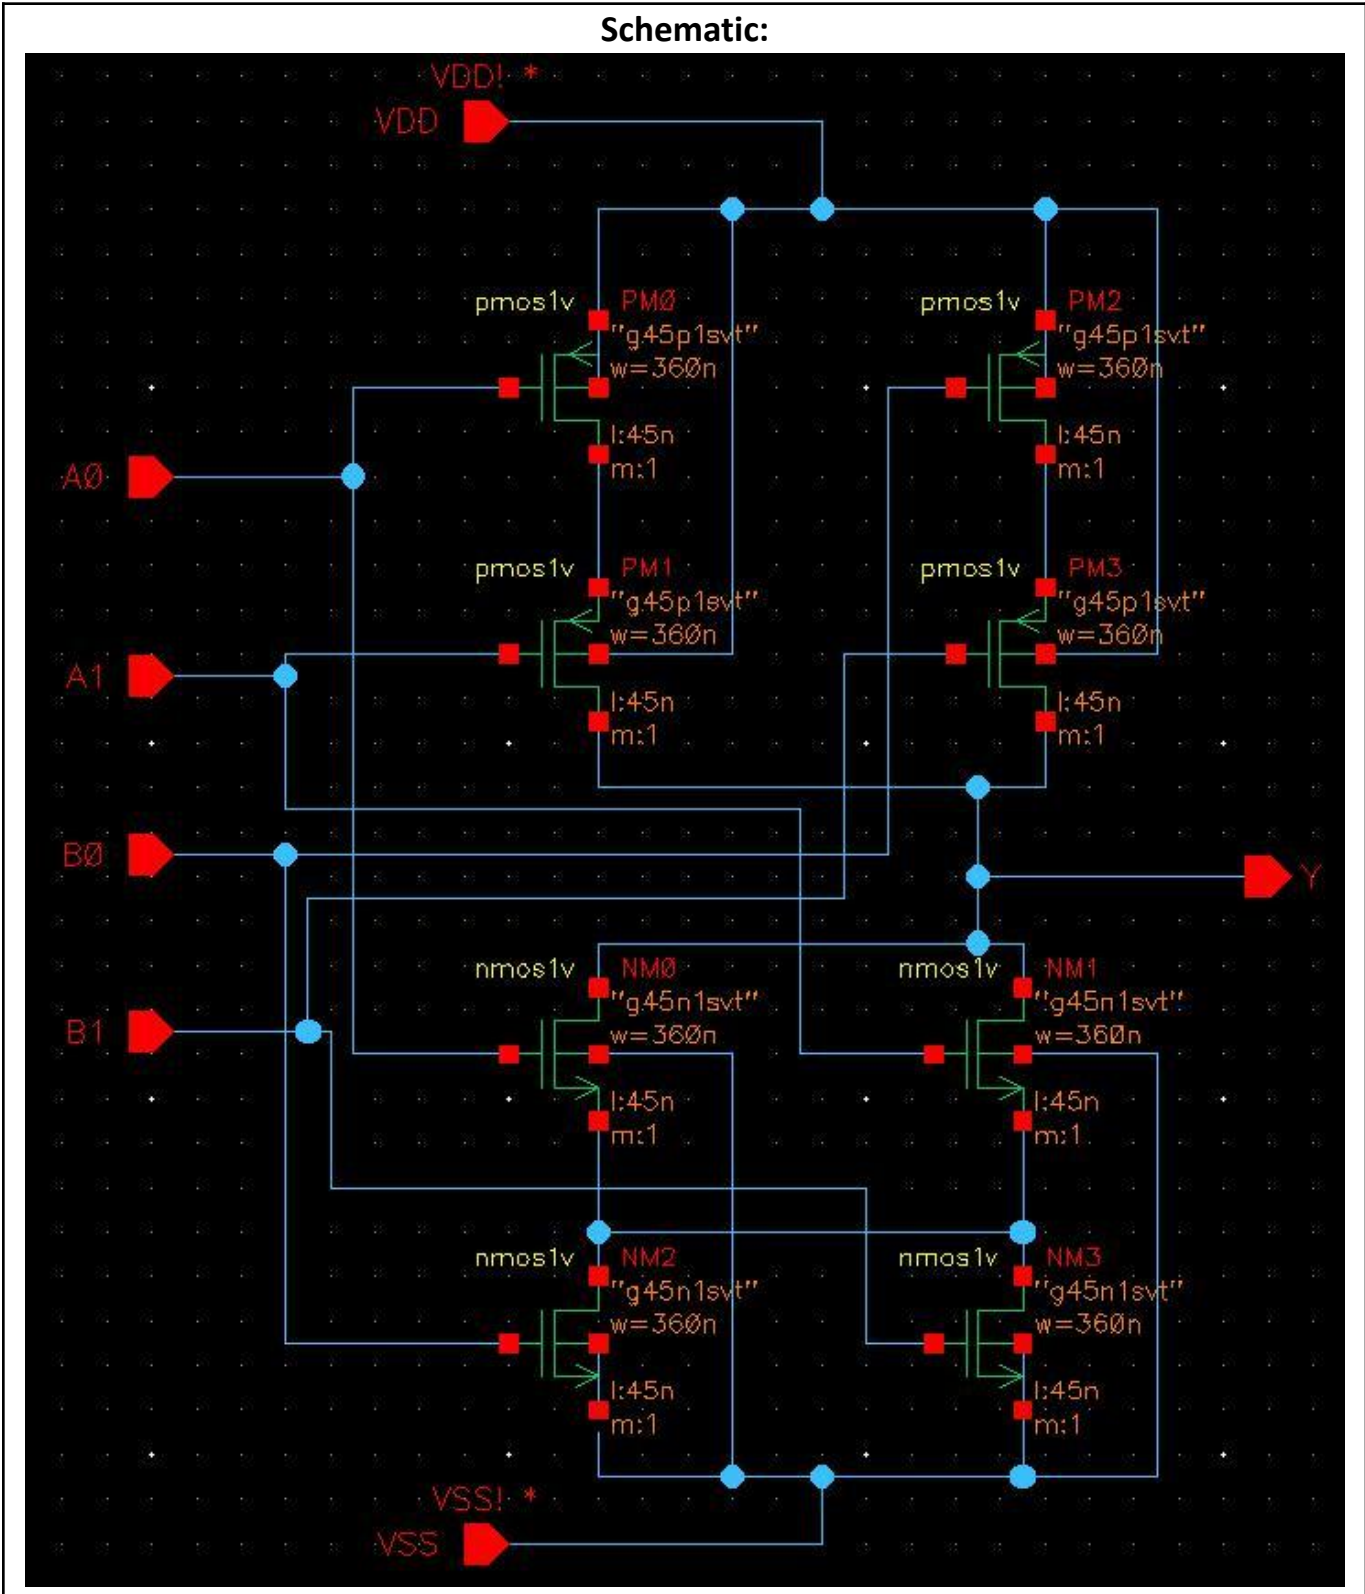 Schematic:
VDD! *
VDD
pmos1v PM0
"g45p1svt"
w=360n
l:45n
m:1
pmos1v PM2
"g45p1svt"
w=360n
l:45n
m:1
A0
pmos1v PM1
"g45p1svt"
w=360n
l:45n
m:1
pmos1v PM3
"g45p1svt"
w=360n
l:45n
m:1
A1
B0
Y
nmos1v NM0
"g45n1svt"
w=360n
l:45n
m:1
nmos1v NM1
"g45n1svt"
w=360n
l:45n
m:1
B1
nmos1v NM2
"g45n1svt"
w=360n
l:45n
m:1
nmos1v NM3
"g45n1svt"
w=360n
l:45n
m:1
VSS! *
VSS